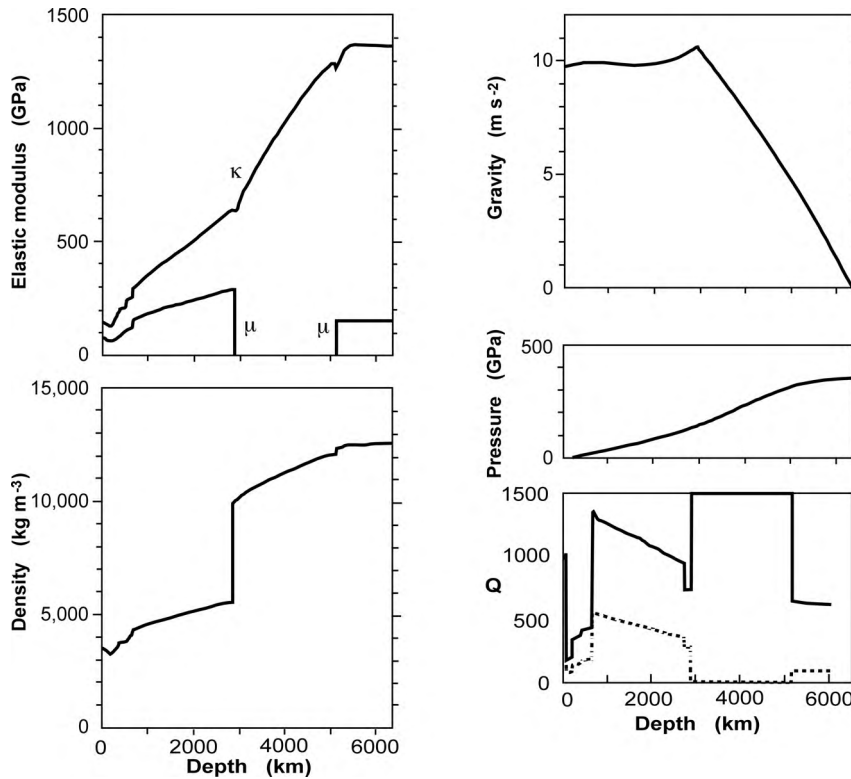 1500
1000
500
0
Elastic modulus (GPa)
κ
μ
μ
15,000
10,000
5,000
0
Density (kg m-3)
0
2000
4000
6000
Depth (km)
10
5
0
Gravity (m s-2)
500
0
Pressure (GPa)
1500
1000
500
0
Q
0
2000
4000
6000
Depth (km)